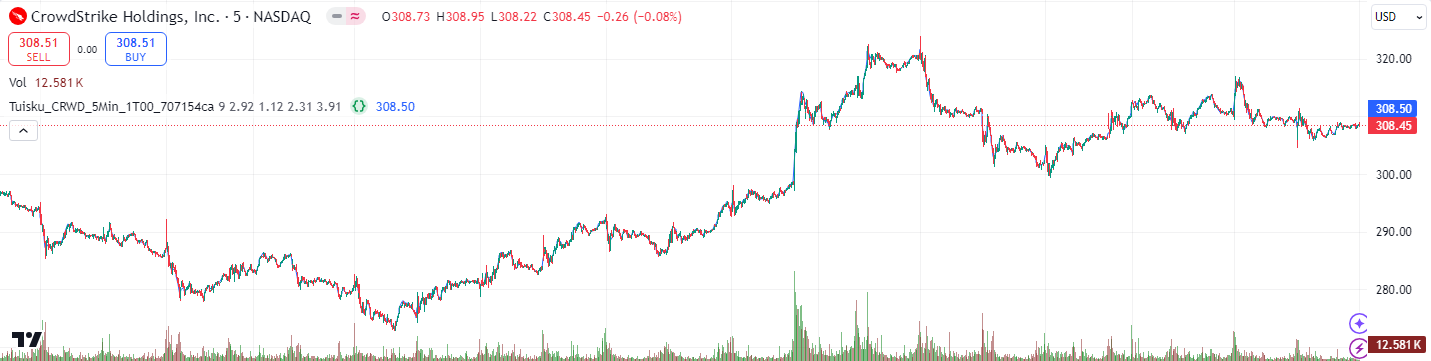 CrowdStrike Holdings, Inc. · 5 · NASDAQ O308.73 H308.95 L308.22 C308.45 −0.26 (−0.08%)
USD
308.51 SELL 0.00 308.51 BUY
Vol 12.581 K
Tuisku_CRWD_5Min_1T00_707154ca 9 2.92 1.12 2.31 3.91 {} 308.50
320.00
308.50
308.45
300.00
290.00
280.00
12.581 K